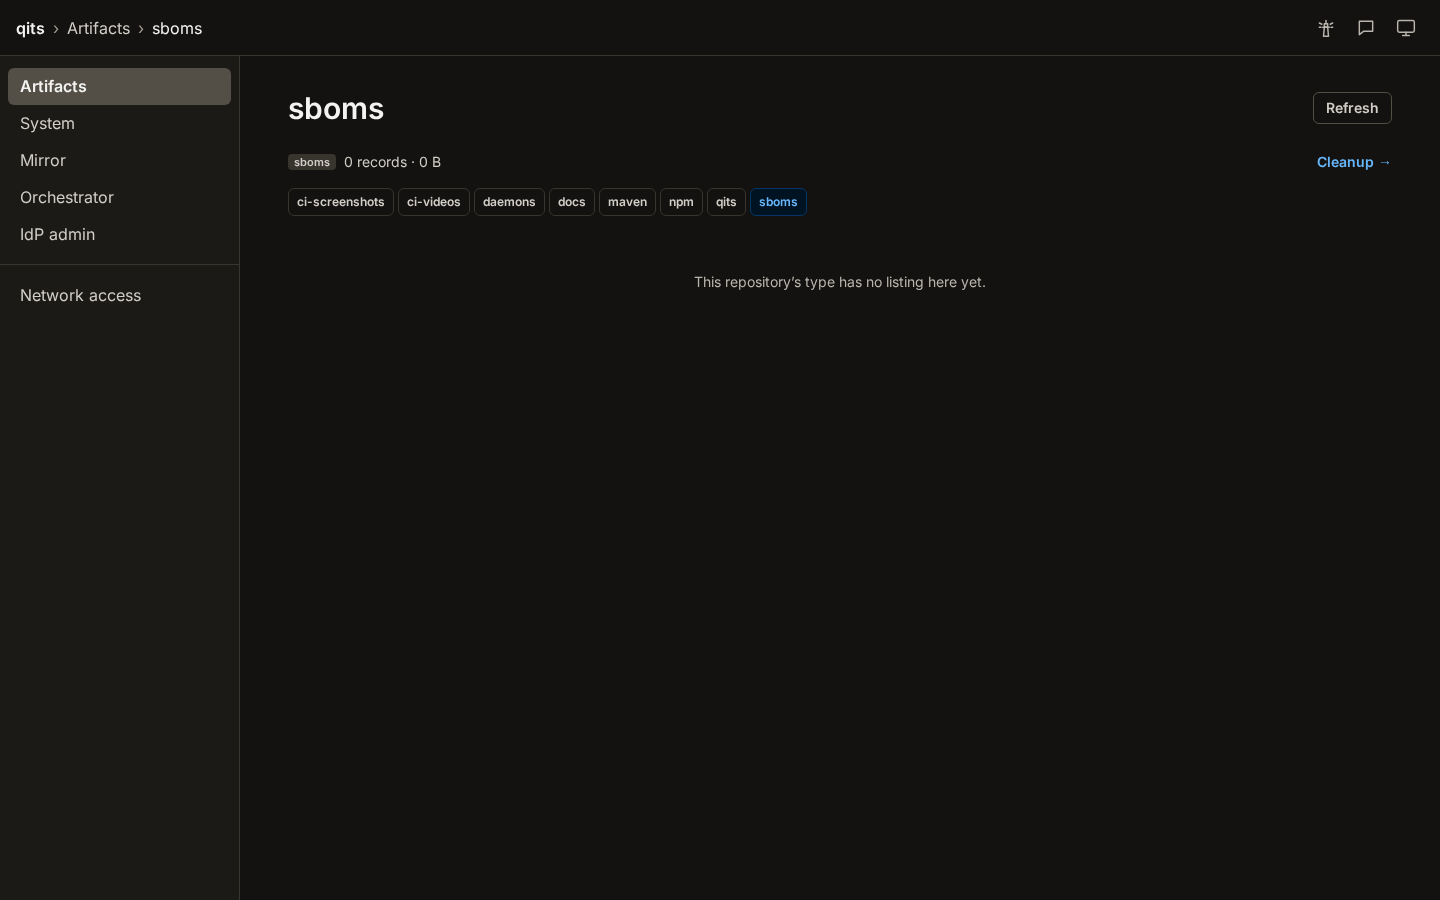 qits › Artifacts › sboms
Artifacts
System
Mirror
Orchestrator
IdP admin
Network access
sboms
Refresh
sboms 0 records · 0 B
Cleanup →
ci-screenshots ci-videos daemons docs maven npm qits sboms
This repository's type has no listing here yet.